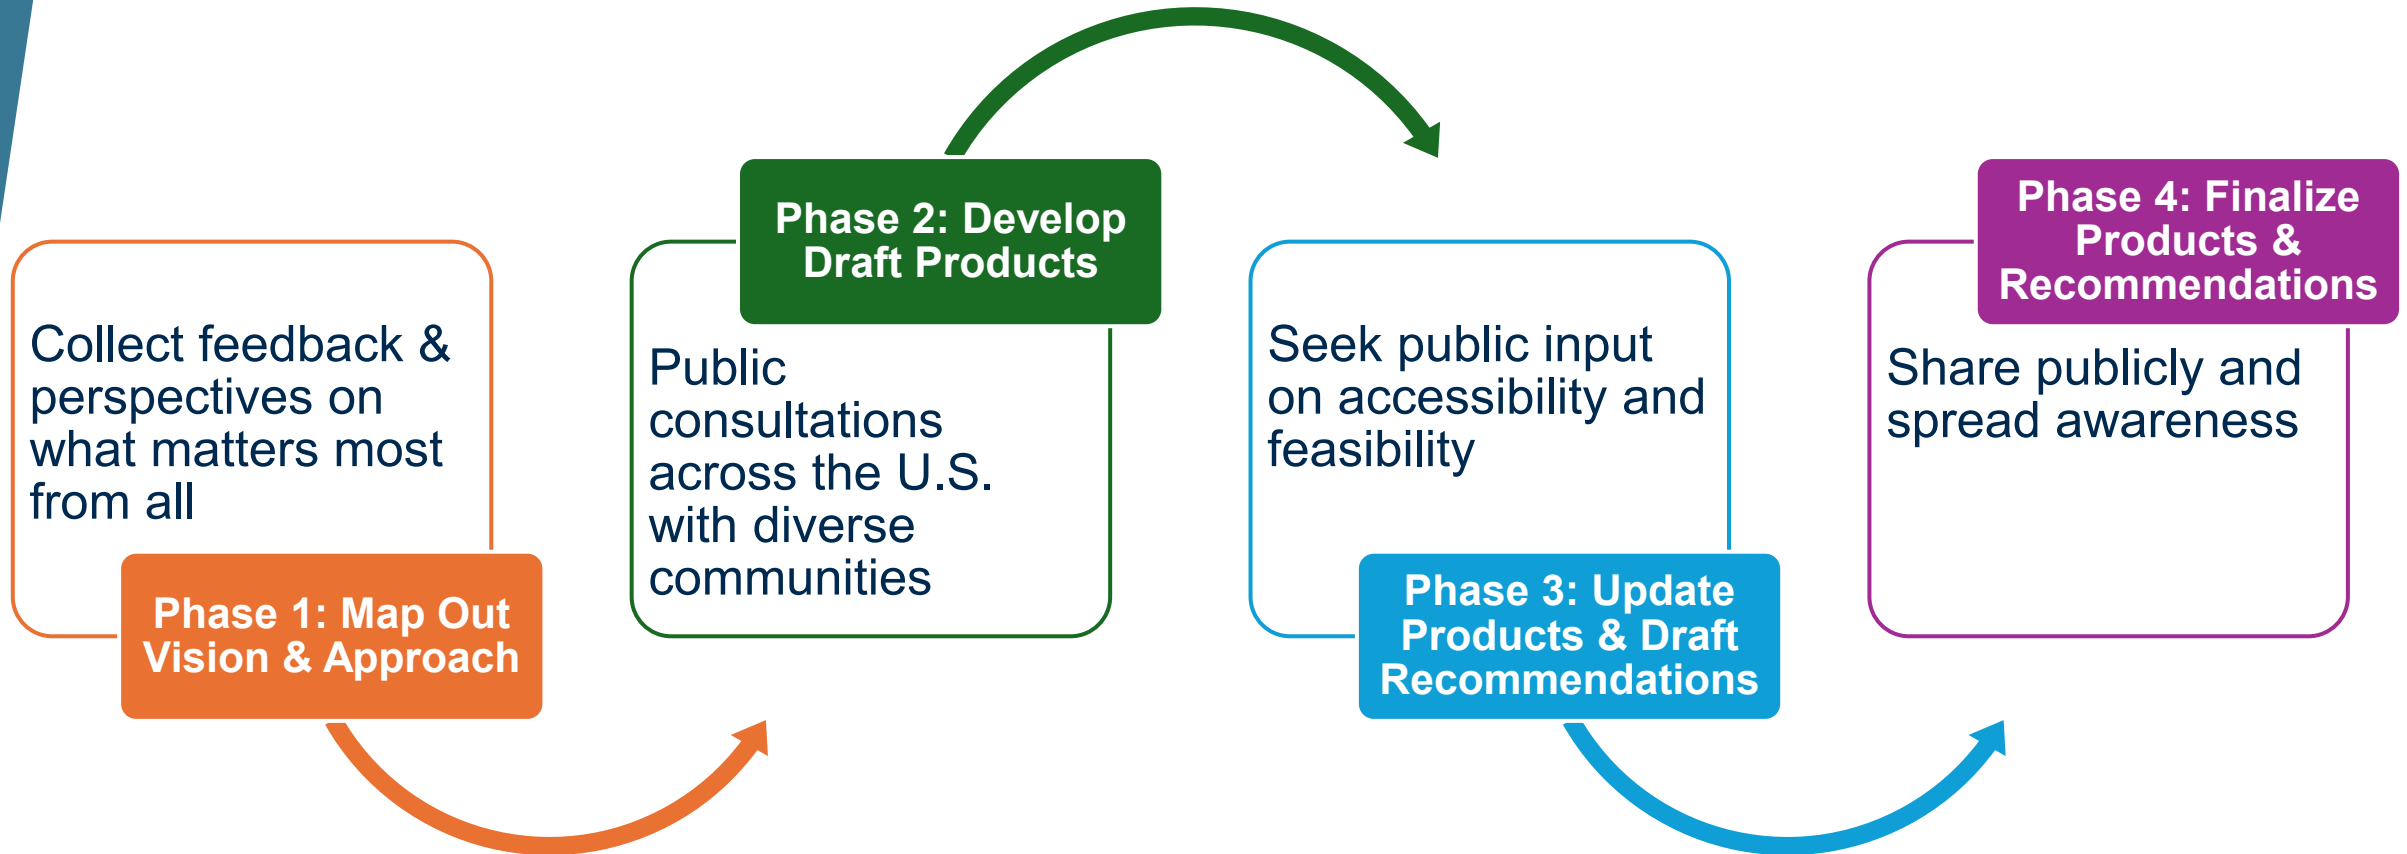 Collect feedback &
perspectives on
what matters most
from all
Phase 1: Map Out
Vision & Approach
Phase 2: Develop
Draft Products
Public
consultations
across the U.S.
with diverse
communities
Seek public input
on accessibility and
feasibility
Phase 3: Update
Products & Draft
Recommendations
Phase 4: Finalize
Products &
Recommendations
Share publicly and
spread awareness